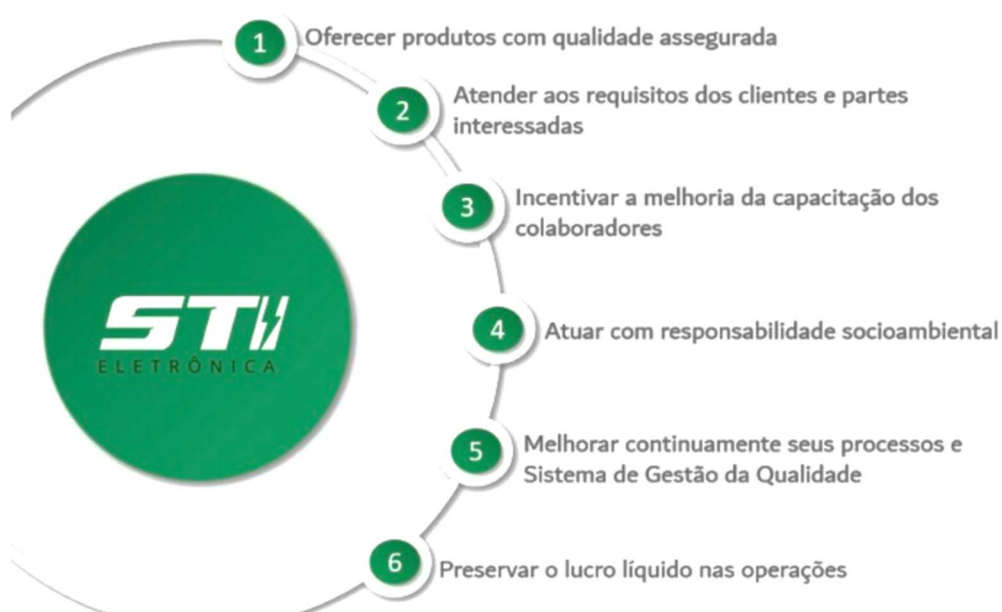 1
Oferecer produtos com qualidade assegurada
2
Atender aos requisitos dos clientes e partes
interessadas
3
Incentivar a melhoria da capacitação dos
colaboradores
STI
ELETRÔNICA
4
Atuar com responsabilidade socioambiental
5
Melhorar continuamente seus processos e
Sistema de Gestão da Qualidade
6
Preservar o lucro líquido nas operações